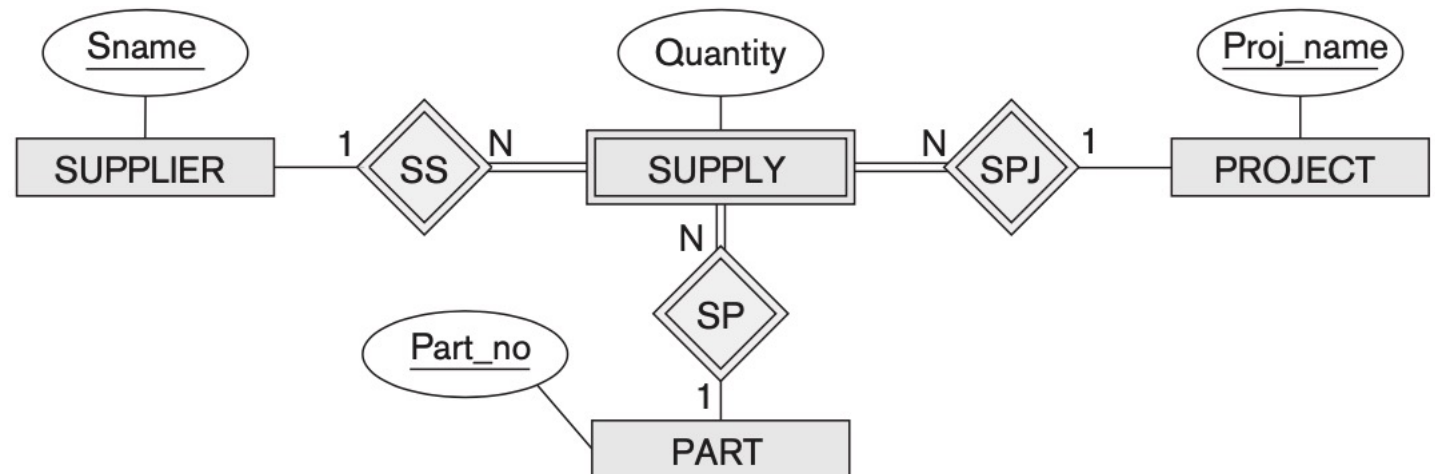 Sname
Quantity
Proj_name
SUPPLIER
1
SS
N
SUPPLY
N
SPJ
1
PROJECT
N
SP
Part_no
1
PART